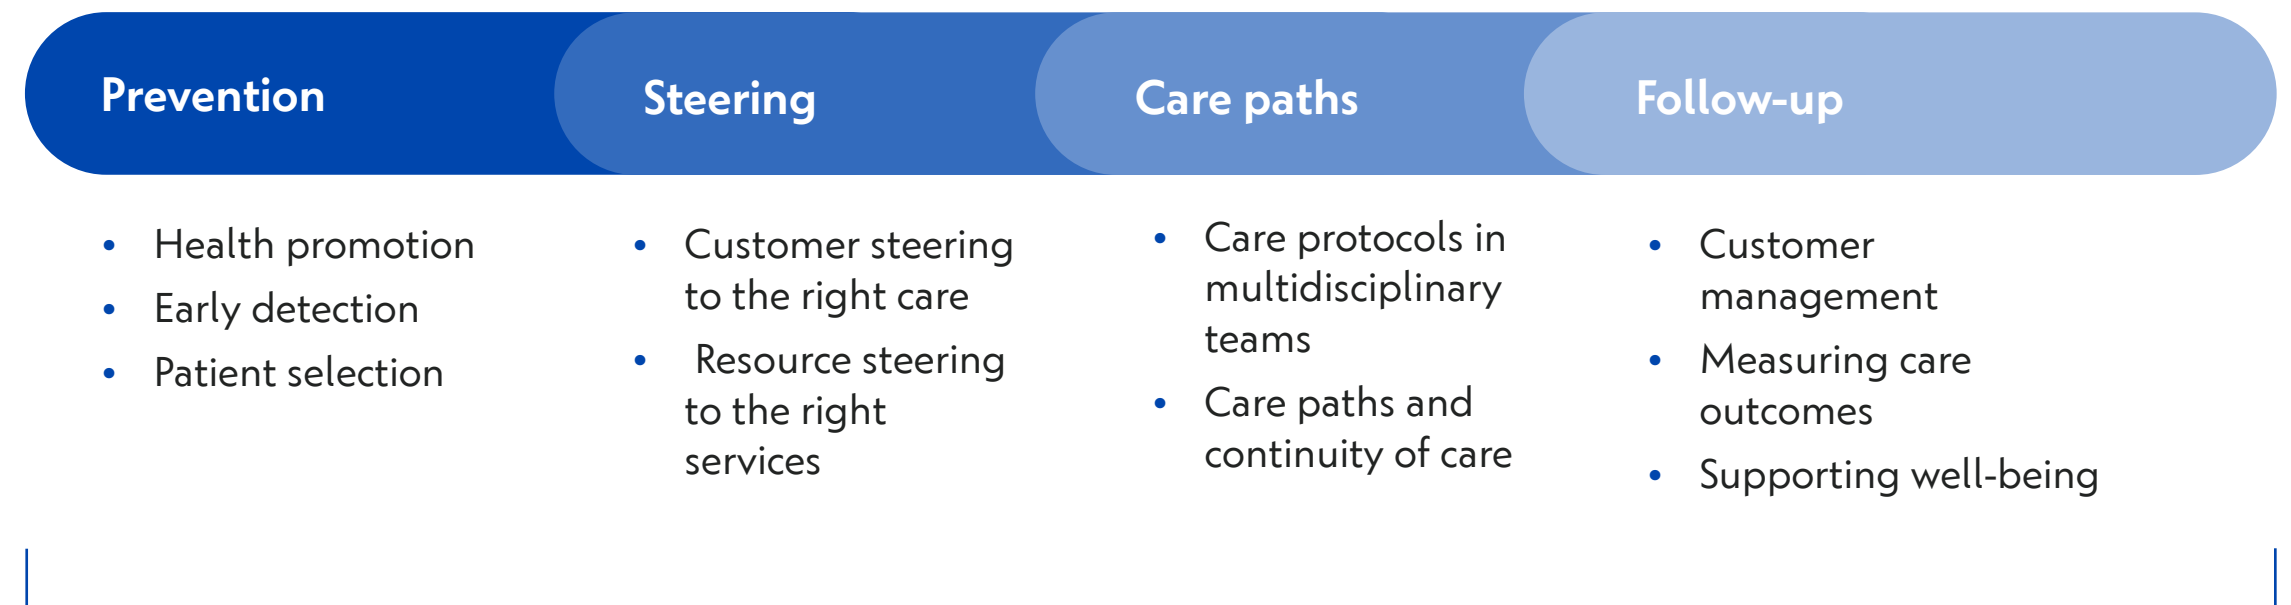 Prevention
• Health promotion
• Early detection
• Patient selection
Steering
• Customer steering
to the right care
• Resource steering
to the right
services
Care paths
• Care protocols in
multidisciplinary
teams
• Care paths and
continuity of care
Follow-up
• Customer
management
• Measuring care
outcomes
• Supporting well-being